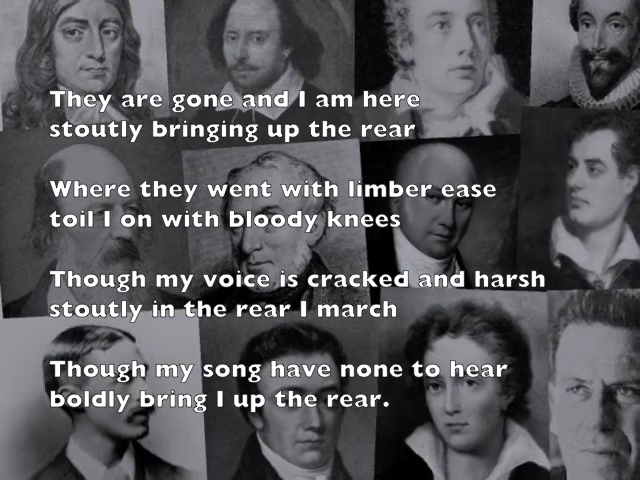 They are gone and I am here
stoutly bringing up the rear
Where they went with limber ease
toil I on with bloody knees
Though my voice is cracked and harsh
stoutly in the rear I march
Though my song have none to hear
boldly bring I up the rear.